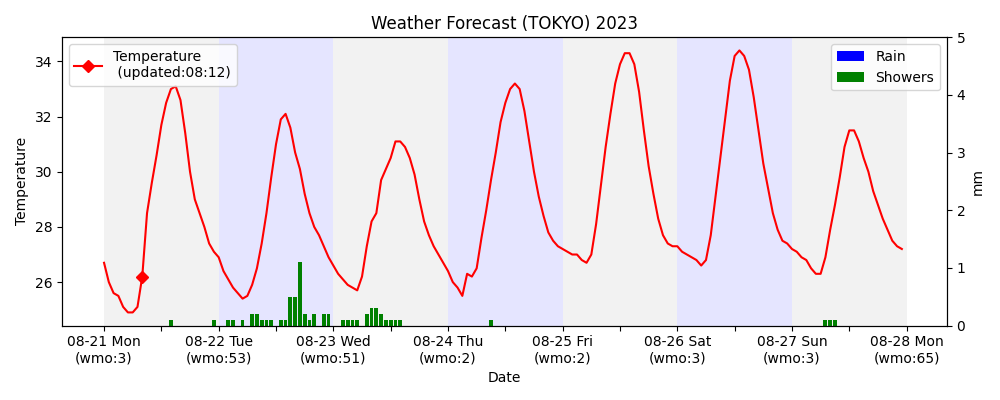 Weather Forecast (TOKYO) 2023
Temperature
(updated:08:12)
Rain
Showers
34
32
30
28
26
Temperature
5
4
3
2
1
0
mm
08-21 Mon 08-22 Tue 08-23 Wed 08-24 Thu 08-25 Fri 08-26 Sat 08-27 Sun 08-28 Mon
(wmo:3) (wmo:53) (wmo:51) (wmo:2) (wmo:2) (wmo:3) (wmo:3) (wmo:65)
Date